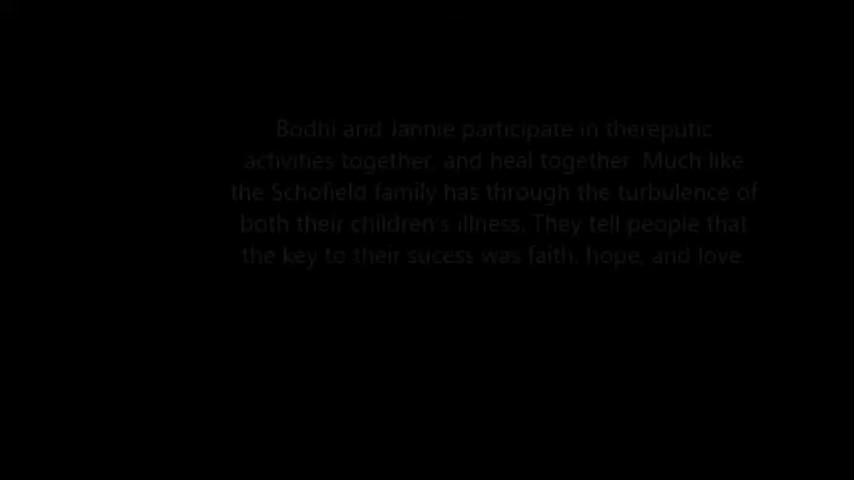 Bodhi and Jannie participate in thereputic
activities together, and heal together. Much like
the Schofield family has through the turbulence of
both their children's illness. They tell people that
the key to their sucess was faith, hope, and love.